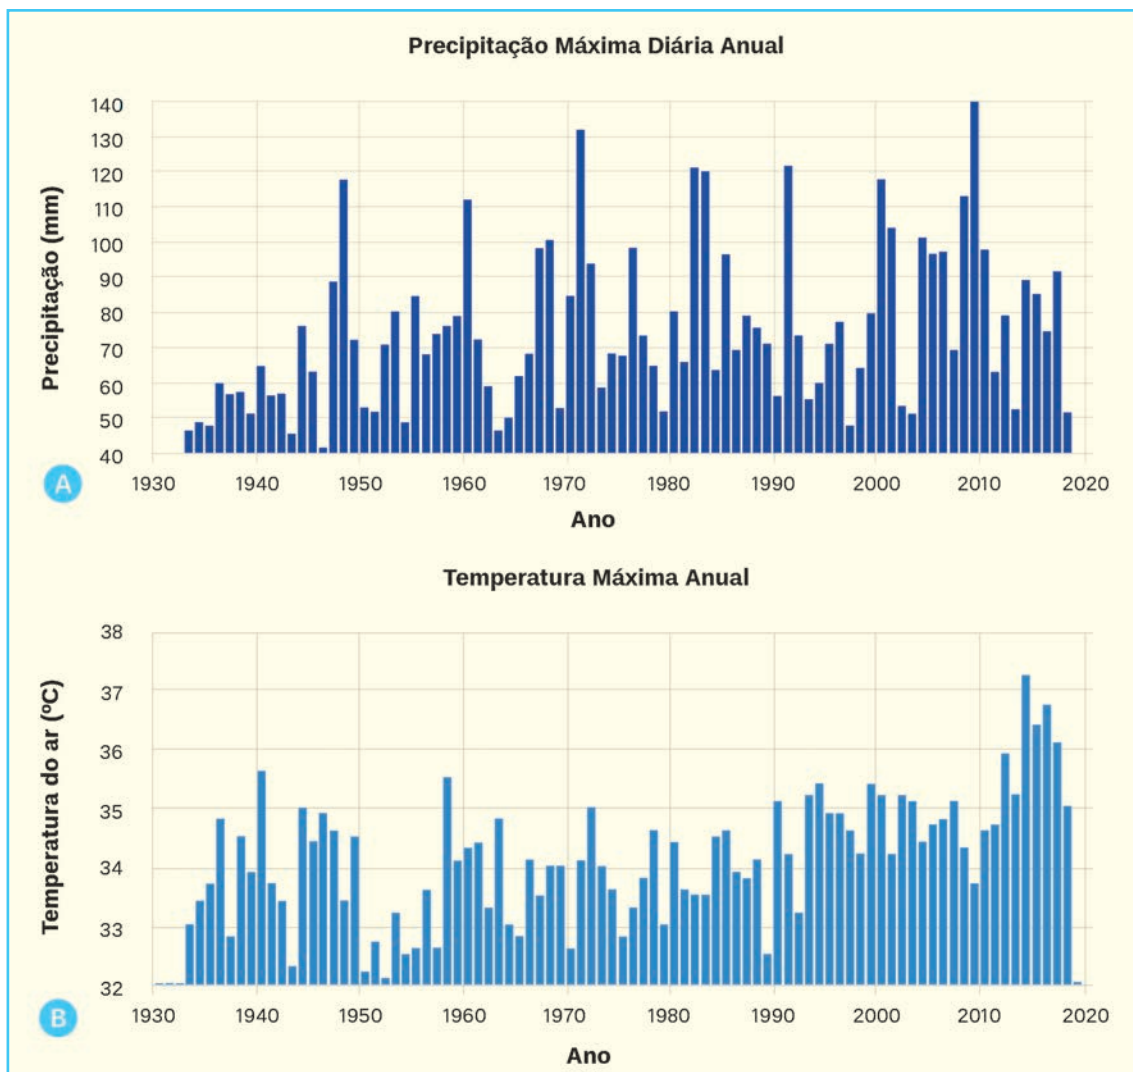 Precipitação Máxima Diária Anual
Precipitação (mm)
140
130
120
110
100
90
80
70
60
50
40
A
1930 1940 1950 1960 1970 1980 1990 2000 2010 2020
Ano
Temperatura Máxima Anual
Temperatura do ar (ºC)
38
37
36
35
34
33
32
B
1930 1940 1950 1960 1970 1980 1990 2000 2010 2020
Ano